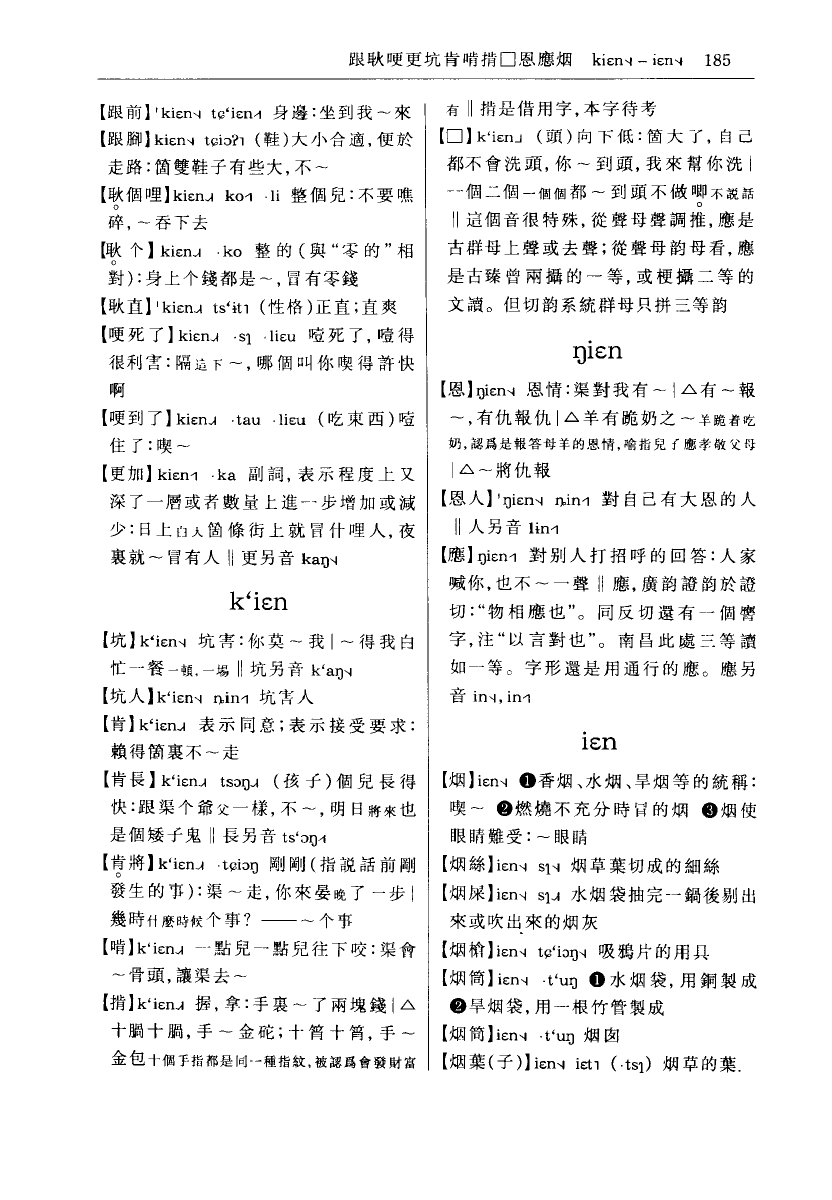 跟耿哽更坑肯啃揹□恩應烟 kiɛn˧˩–iɛn˧˩ 185
【跟前】ˈkiɛn˧˩ tɕ‘iɛn˧˥ 身邊:坐到我～來
【跟腳】kiɛn˧˩ tɕiɔʔ˥ (鞋)大小合適,便於
走路:箇雙鞋子有些大,不～
【耿個哩】kiɛn ko ·li 整個兒:不要噍
碎,～吞下去
【耿个】kiɛn ·ko 整的(與“零的”相
對):身上个錢都是～,冒有零錢
【耿直】ˈkiɛn ts‘ɨt (性格)正直;直爽
【哽死了】kiɛn ·sɿ ·liɛu 噎死了,噎得
很利害:隔這下～,哪個叫你喫得許快
啊
【哽到了】kiɛn ·tau ·liɛu (吃東西)噎
住了:喫～
【更加】kiɛn ·ka 副詞,表示程度上又
深了一層或者數量上進一步增加或減
少:日上白天箇條街上就冒什哩人,夜
裏就～冒有人‖更另音 kaŋ˧˩
k‘iɛn
【坑】k‘iɛn˧˩ 坑害:你莫～我|～得我白
忙一餐一頓,一場‖坑另音 k‘aŋ˧˩
【坑人】k‘iɛn˧˩ ȵin 坑害人
【肯】k‘iɛn 表示同意;表示接受要求:
賴得箇裏不～走
【肯長】k‘iɛn tsɔŋ (孩子)個兒長得
快:跟渠个爺父一樣,不～,明日將來也
是個矮子鬼‖長另音 ts‘ɔŋ
【肯將】k‘iɛn ·tɕiɔŋ 剛剛(指説話前剛
發生的事):渠～走,你來晏晚了一步|
幾時什麼時候个事?——～个事
【啃】k‘iɛn 一點兒一點兒往下咬:渠會
～骨頭,讓渠去～
【揹】k‘iɛn 握,拿:手裏～了兩塊錢|△
十腡十腡,手～金砣;十筲十筲,手～
金包十個手指都是同一種指紋,被認爲會發財富
有‖揹是借用字,本字待考
【□】k‘iɛn (頭)向下低:箇大了,自己
都不會洗頭,你～到頭,我來幫你洗|
一個二個一個個都～到頭不做唧不説話
‖這個音很特殊,從聲母聲調推,應是
古群母上聲或去聲;從聲母韵母看,應
是古臻曾兩攝的一等,或梗攝二等的
文讀。但切韵系統群母只拼三等韵
ŋiɛn
【恩】ŋiɛn˧˩ 恩情:渠對我有～|△有～報
～,有仇報仇|△羊有跪奶之～羊跪着吃
奶,認爲是報答母羊的恩情,喻指兒子應孝敬父母
|△～將仇報
【恩人】ˈŋiɛn˧˩ ȵin 對自己有大恩的人
‖人另音 lin
【應】ŋiɛn 對别人打招呼的回答:人家
喊你,也不～一聲‖應,廣韵證韵於證
切:“物相應也”。同反切還有一個譍
字,注“以言對也”。南昌此處三等讀
如一等。字形還是用通行的應。應另
音 in˧˩, in
iɛn
【烟】iɛn˧˩ ❶香烟、水烟、旱烟等的統稱:
喫～ ❷燃燒不充分時冒的烟 ❸烟使
眼睛難受:～眼睛
【烟絲】iɛn˧˩ sɿ˧˩ 烟草葉切成的細絲
【烟屎】iɛn˧˩ sɿ 水烟袋抽完一鍋後剔出
來或吹出來的烟灰
【烟槍】iɛn˧˩ tɕ‘iɔŋ˧˩ 吸鴉片的用具
【烟筒】iɛn˧˩ ·t‘uŋ ❶水烟袋,用銅製成
❷旱烟袋,用一根竹管製成
【烟筒】iɛn˧˩ ·t‘uŋ 烟囱
【烟葉(子)】iɛn˧˩ iɛt˥ (·tsɿ) 烟草的葉.